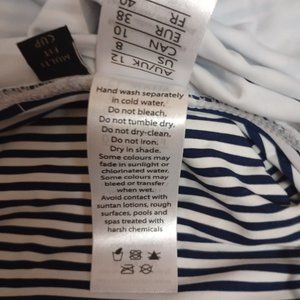 MULTI
FIT
CUP
FR 40
EUR 38
CAN 10
US 8
AU/UK 12
Hand wash separately
in cold water.
Do not bleach.
Do not tumble dry.
Do not dry-clean.
Do not iron.
Dry in shade.
Some colours may
fade in sunlight or
chlorinated water.
Some colours may
bleed or transfer
when wet.
Avoid contact with
suntan lotions, rough
surfaces, pools and
spas treated with
harsh chemicals